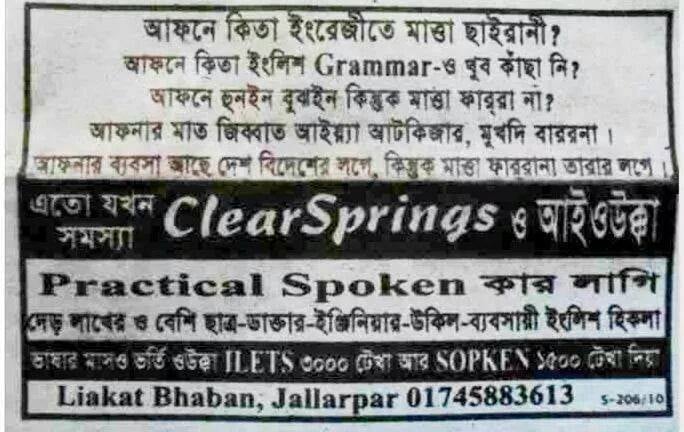 আফনে কিতা ইংরেজীতে মাত্তা ছাইরানী?
আফনে কিতা ইংলিশ Grammar-ও খুব কাঁছা নি?
আফনে হুনইন বুঝইন কিন্তুক মাত্তা ফাররা না?
আফনার মাত জিব্বাত আইয়্যা আটকিজার, মুখদি বাররনা।
আফনার ব্যবসা আছে দেশ বিদেশের লগে, কিন্তুক মাত্তা ফাররানা তারার লগে।
এতো যখন সমস্যা ClearSprings ও আইওউক্কা
Practical Spoken কার লাগি
দেড় লাখের ও বেশি ছাত্র-ডাক্তার-ইঞ্জিনিয়ার-উকিল-ব্যবসায়ী ইংলিশ হিকলা
ভাষার মাসও ভর্তি ওউক্কা ILETS ৩০০০ টেখা আর SOPKEN ১৫০০ টেখা দিয়া
Liakat Bhaban, Jallarpar 01745883613 S-206/10